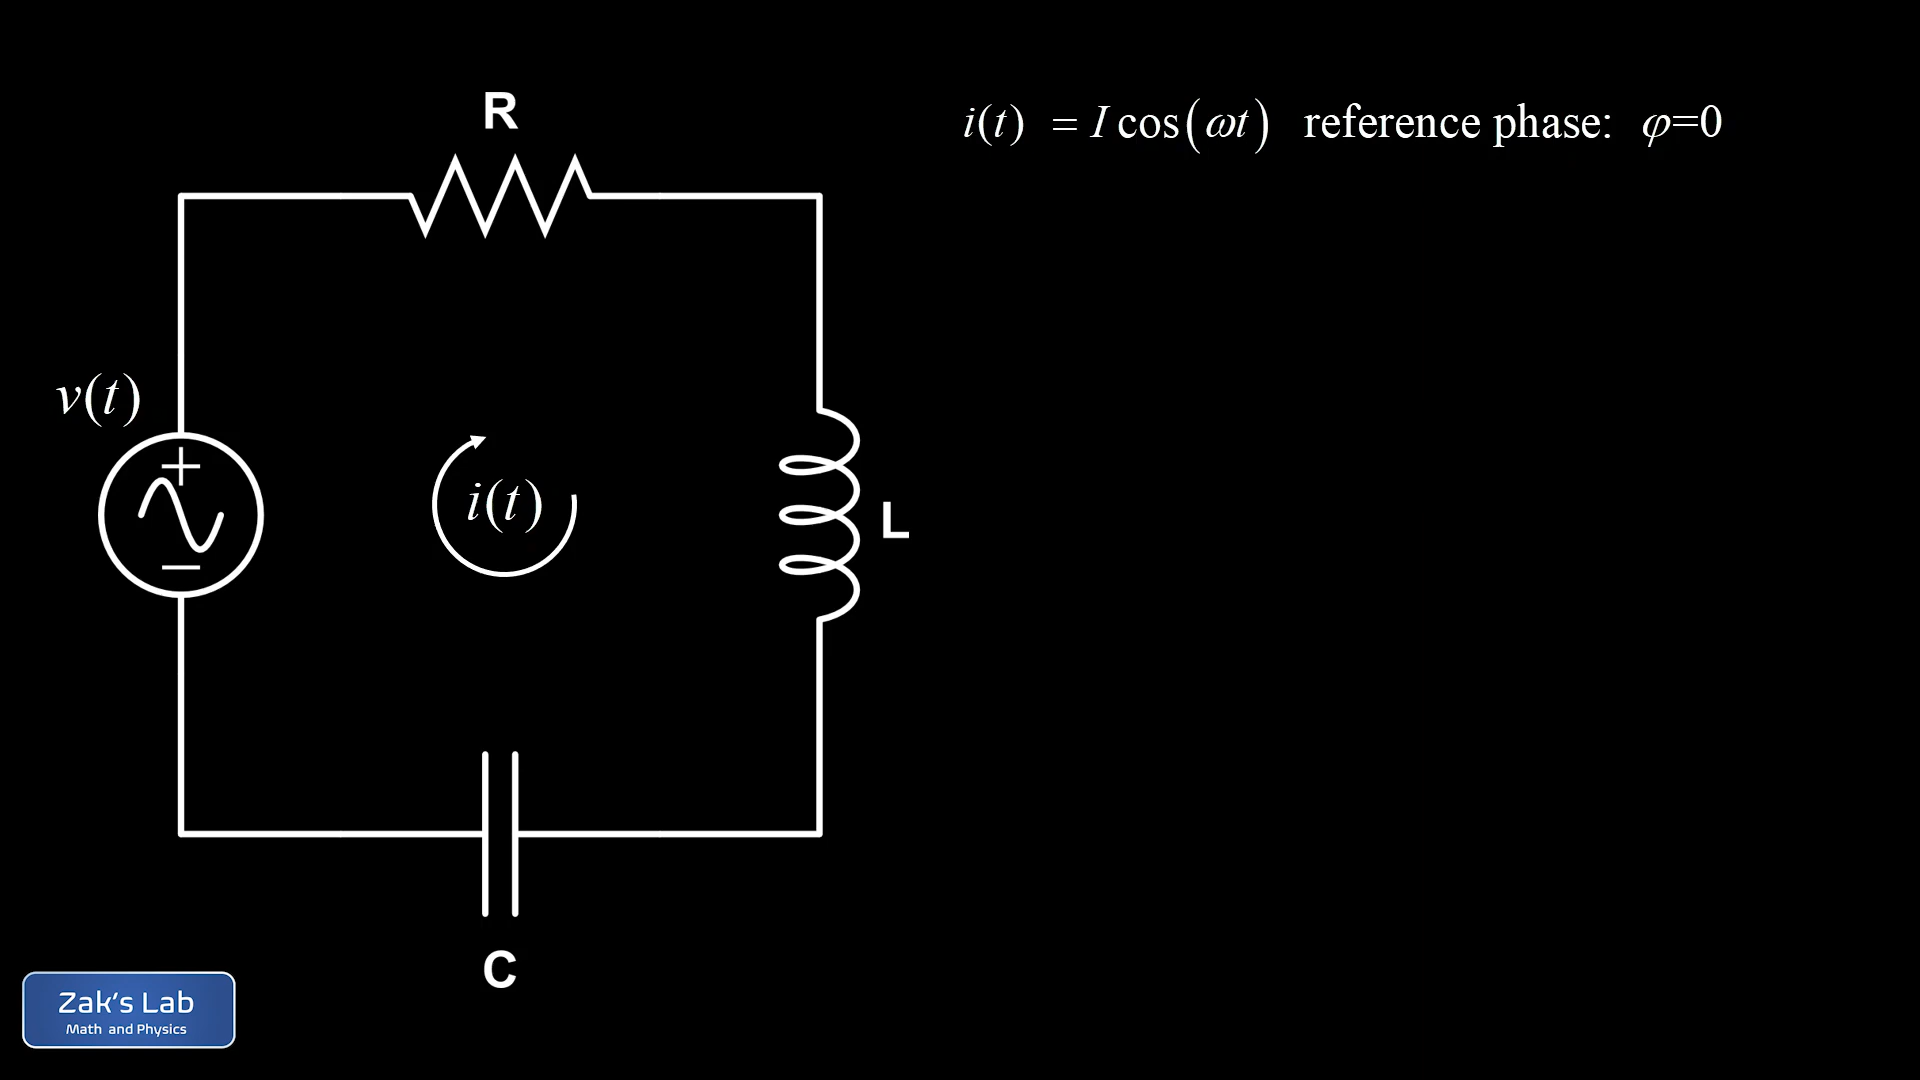 R
i(t) = I cos(ωt) reference phase: φ=0
v(t)
+
i(t)
−
L
C
Zak's Lab
Math and Physics